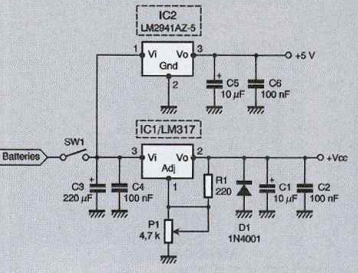 IC2
LM2941AZ-5
1 Vi Vo 3
Gnd
2
+5 V
C5
10 µF
C6
100 nF
IC1/LM317
Batteries
SW1
3 Vi Vo 2
Adj
1
+Vcc
C3
220 µF
C4
100 nF
R1
220
P1
4,7 k
D1
1N4001
C1
10 µF
C2
100 nF